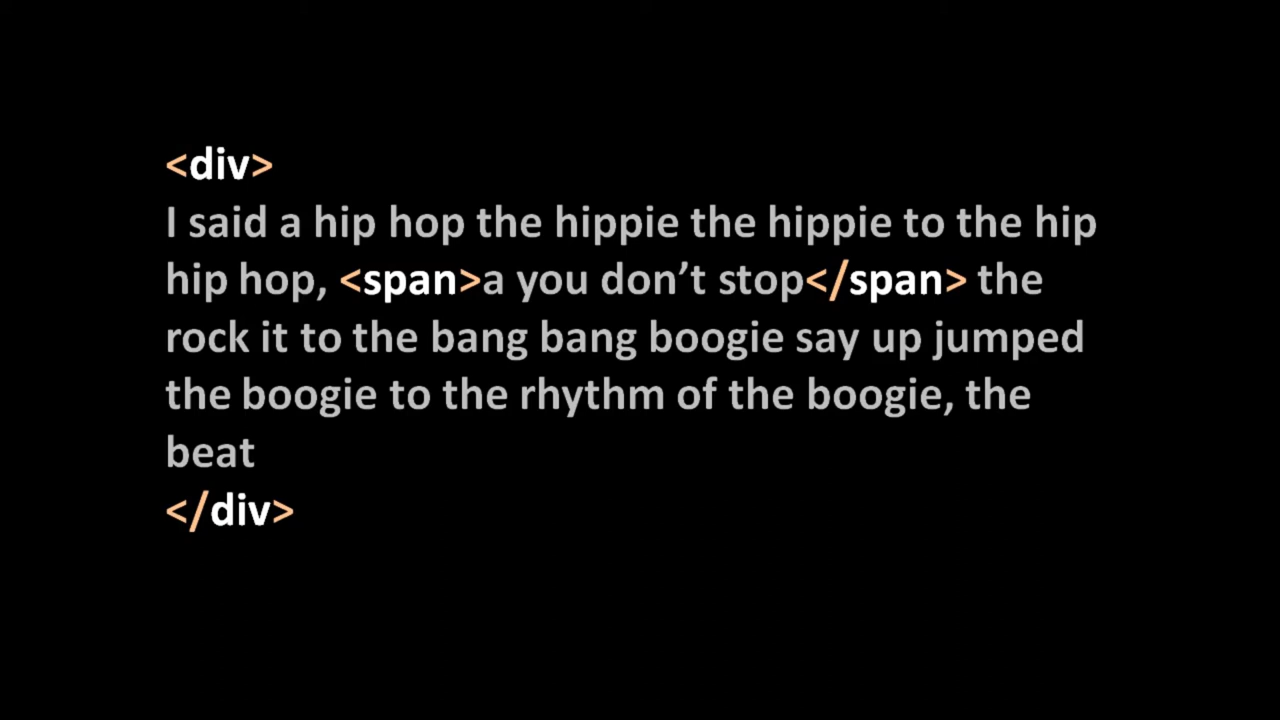 <div>
I said a hip hop the hippie the hippie to the hip
hip hop, <span>a you don’t stop</span> the
rock it to the bang bang boogie say up jumped
the boogie to the rhythm of the boogie, the
beat
</div>